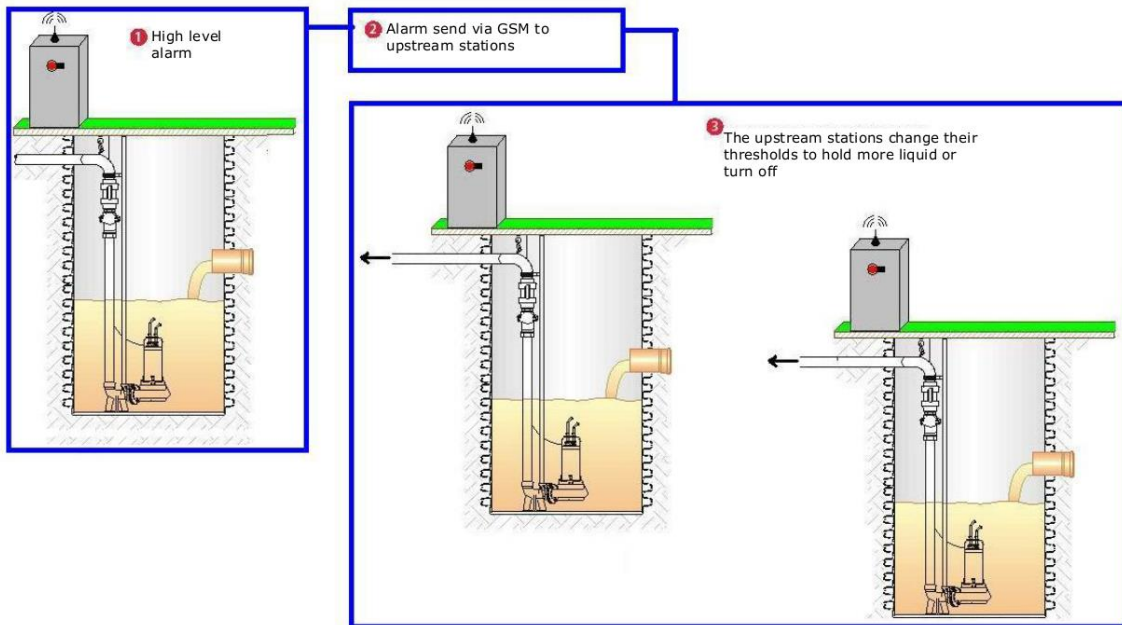 1 High level
alarm
2 Alarm send via GSM to
upstream stations
3 The upstream stations change their
thresholds to hold more liquid or
turn off